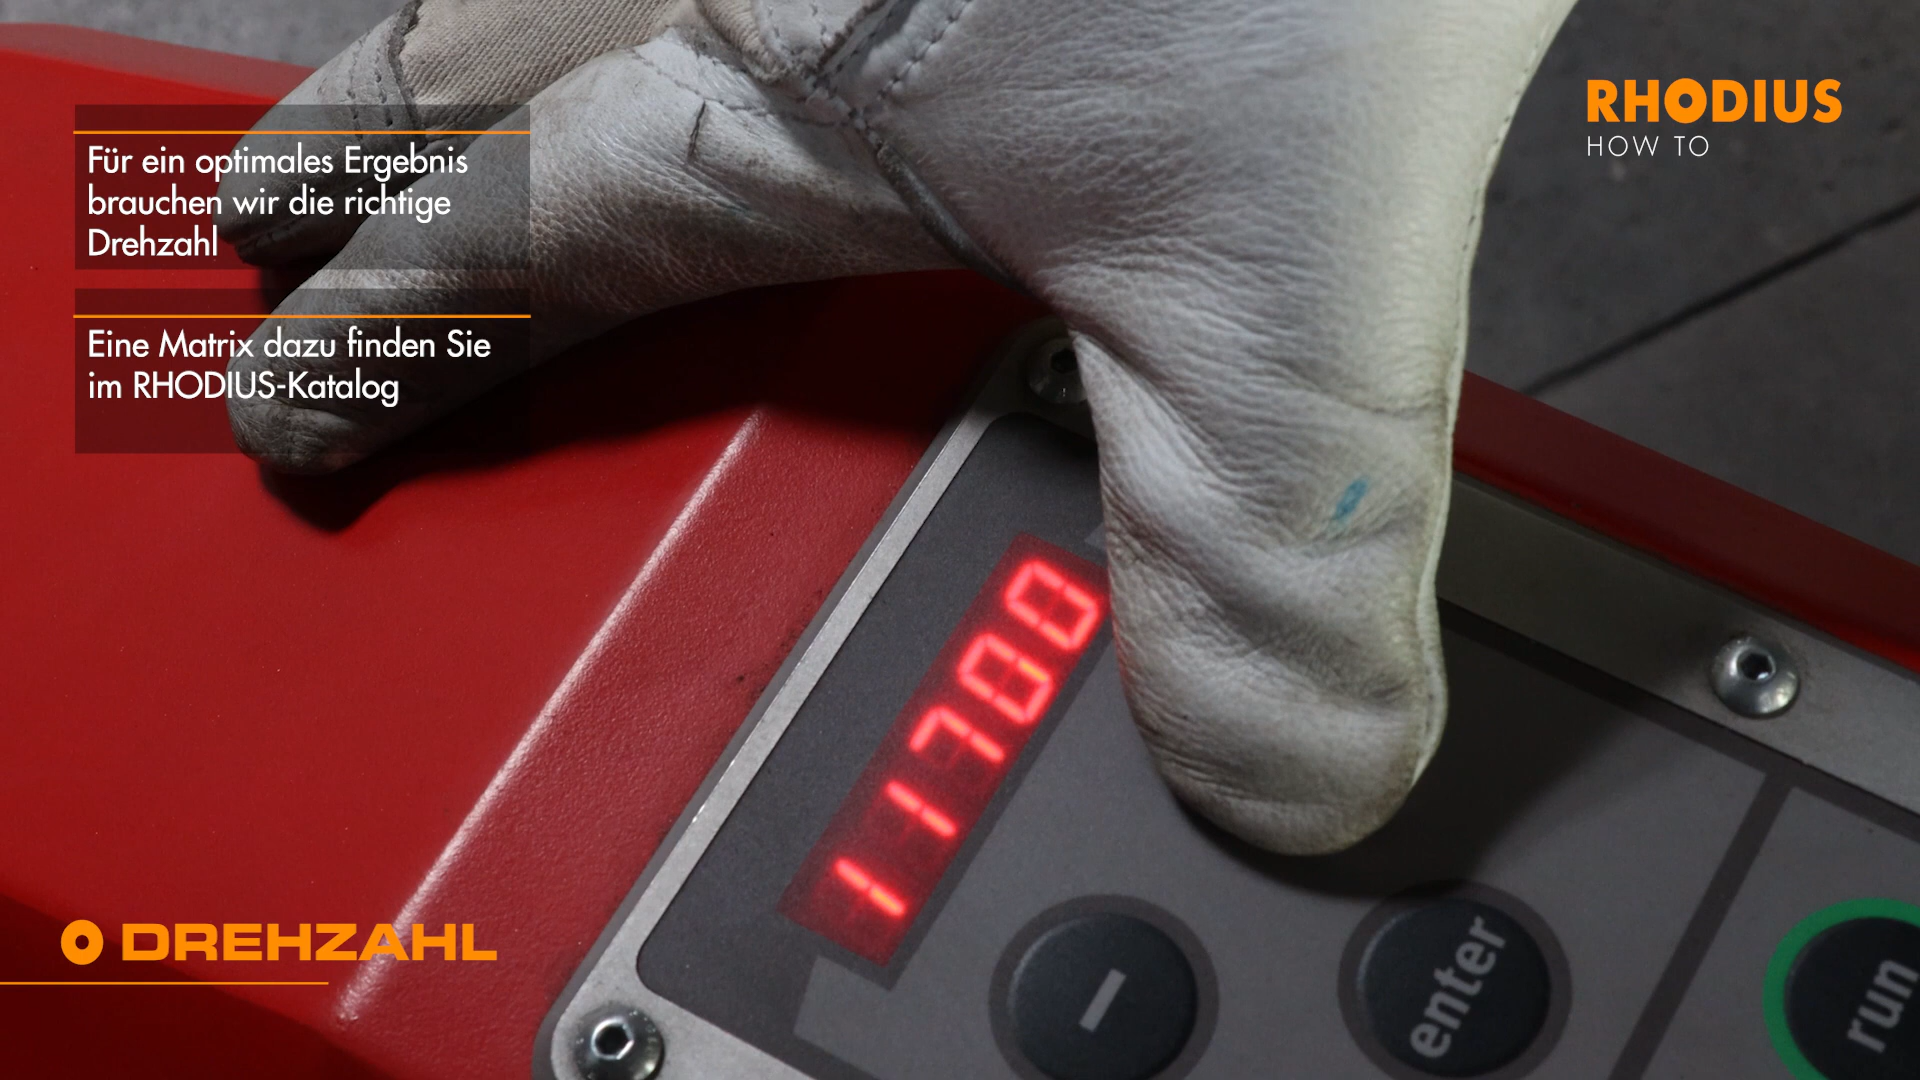 Für ein optimales Ergebnis
brauchen wir die richtige
Drehzahl
Eine Matrix dazu finden Sie
im RHODIUS-Katalog
RHODIUS
HOW TO
11700
-
enter
run
DREHZAHL